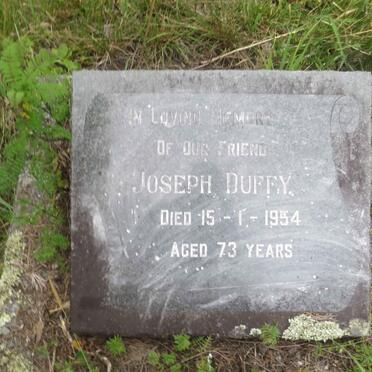 In Loving Memory
Of Our Friend
Joseph Duffy.
Died 15-1-1954
Aged 73 years